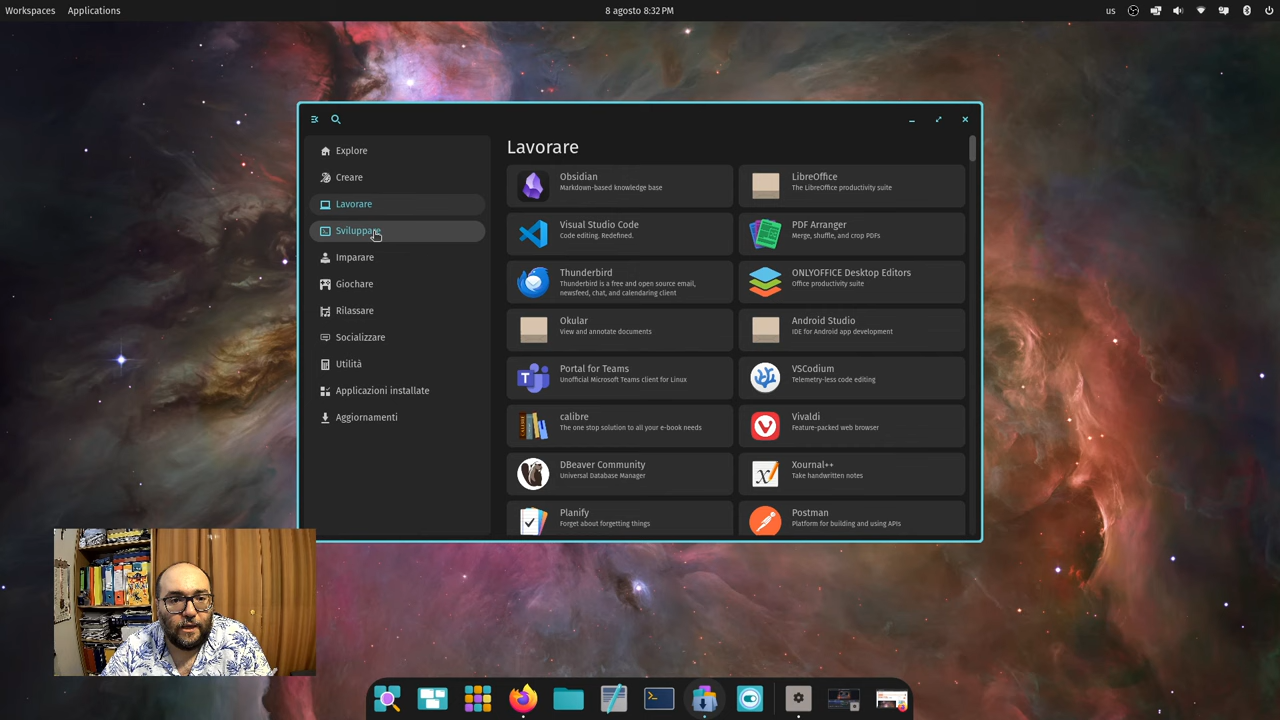 Workspaces Applications 8 agosto 8:32 PM us
Explore
Creare
Lavorare
Sviluppare
Imparare
Giochare
Rilassare
Socializzare
Utilità
Applicazioni installate
Aggiornamenti
Lavorare
Obsidian
Markdown-based knowledge base
LibreOffice
The LibreOffice productivity suite
Visual Studio Code
Code editing. Redefined.
PDF Arranger
Merge, shuffle, and crop PDFs
Thunderbird
Thunderbird is a free and open source email,
newsfeed, chat, and calendaring client
ONLYOFFICE Desktop Editors
Office productivity suite
Okular
View and annotate documents
Android Studio
IDE for Android app development
Portal for Teams
Unofficial Microsoft Teams client for Linux
VSCodium
Telemetry-less code editing
calibre
The one stop solution to all your e-book needs
Vivaldi
Feature-packed web browser
DBeaver Community
Universal Database Manager
Xournal++
Take handwritten notes
Planify
Forget about forgetting things
Postman
Platform for building and using APIs